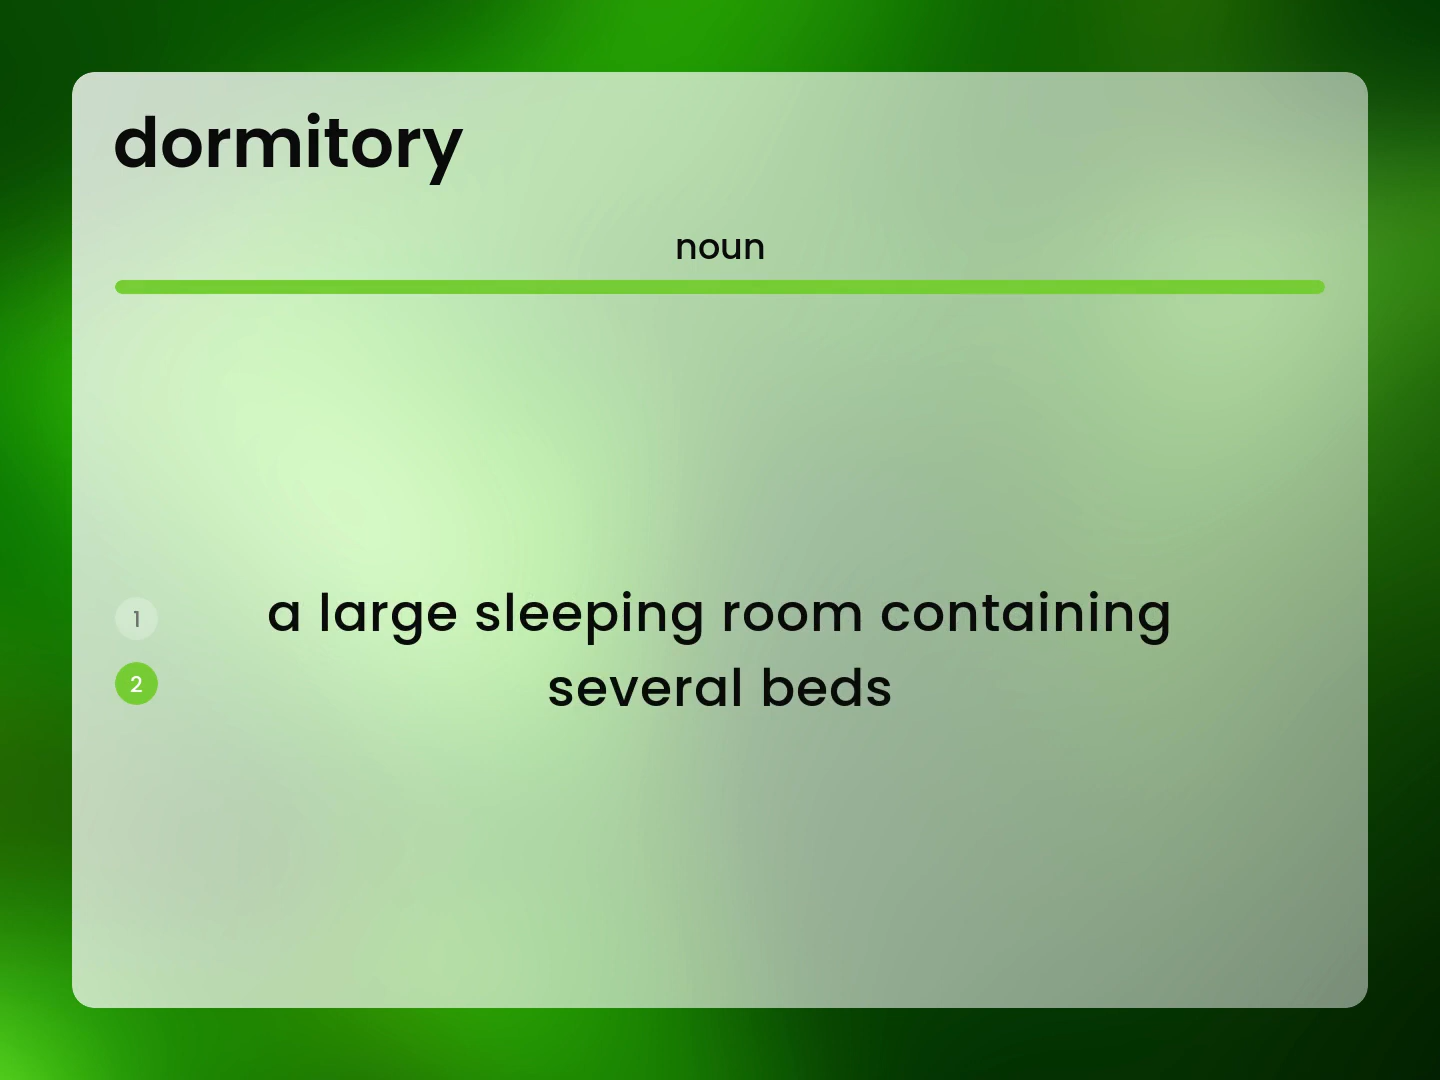 dormitory
noun
1
2
a large sleeping room containing
several beds